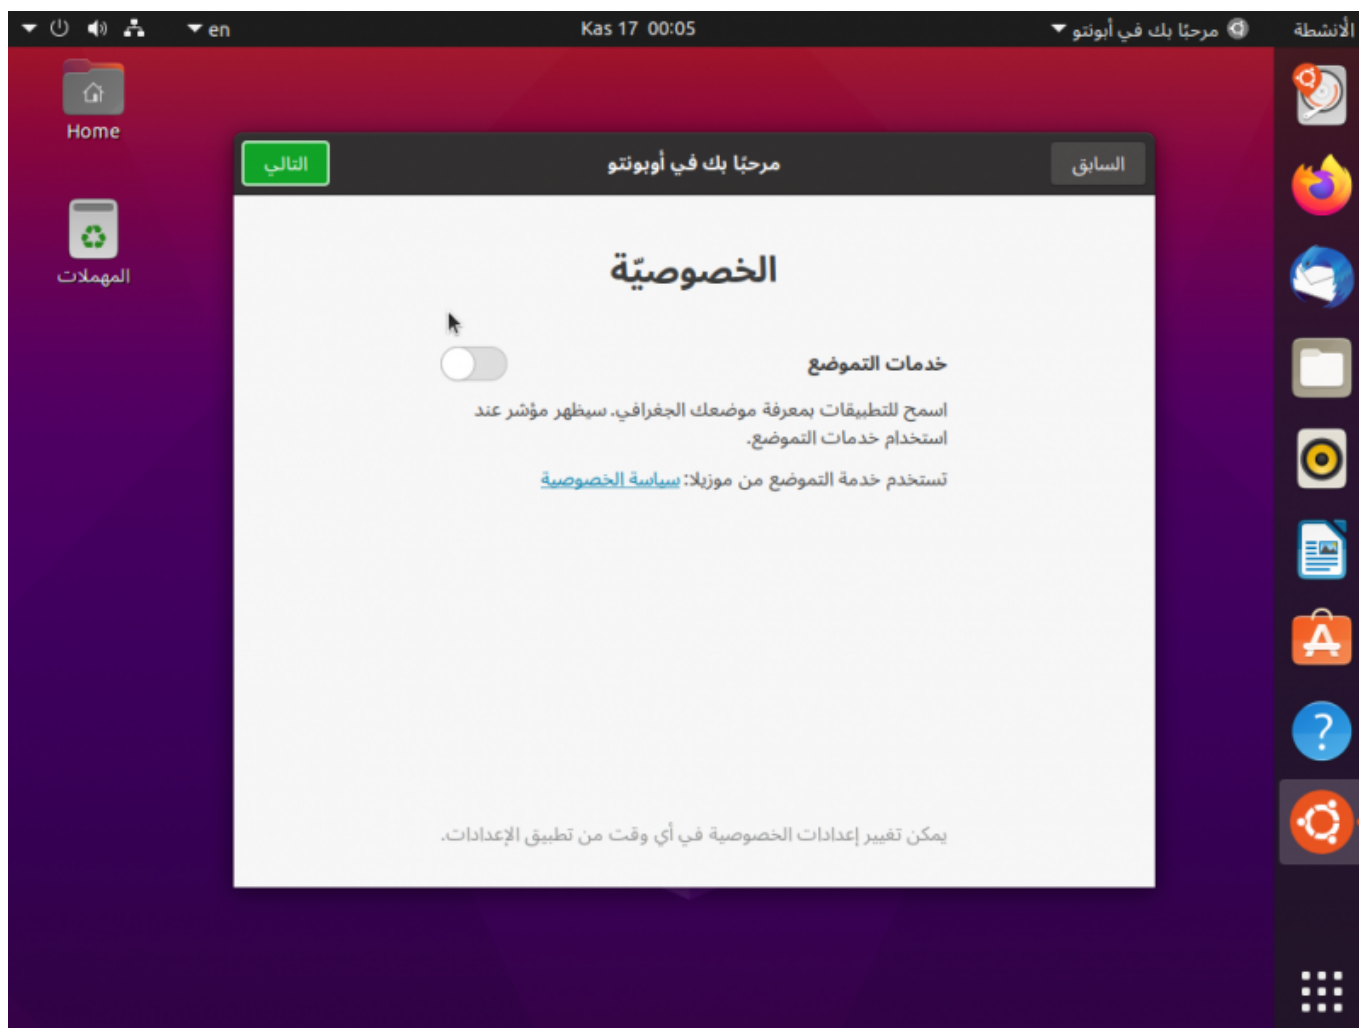 الأنشطة
مرحبًا بك في أبونتو
Kas 17 00:05
en
Home
المهملات
السابق
مرحبًا بك في أوبونتو
التالي
الخصوصيّة
خدمات التموضع
اسمح للتطبيقات بمعرفة موضعك الجغرافي. سيظهر مؤشر عند
استخدام خدمات التموضع.
تستخدم خدمة التموضع من موزيلا: سياسة الخصوصية
يمكن تغيير إعدادات الخصوصية في أي وقت من تطبيق الإعدادات.